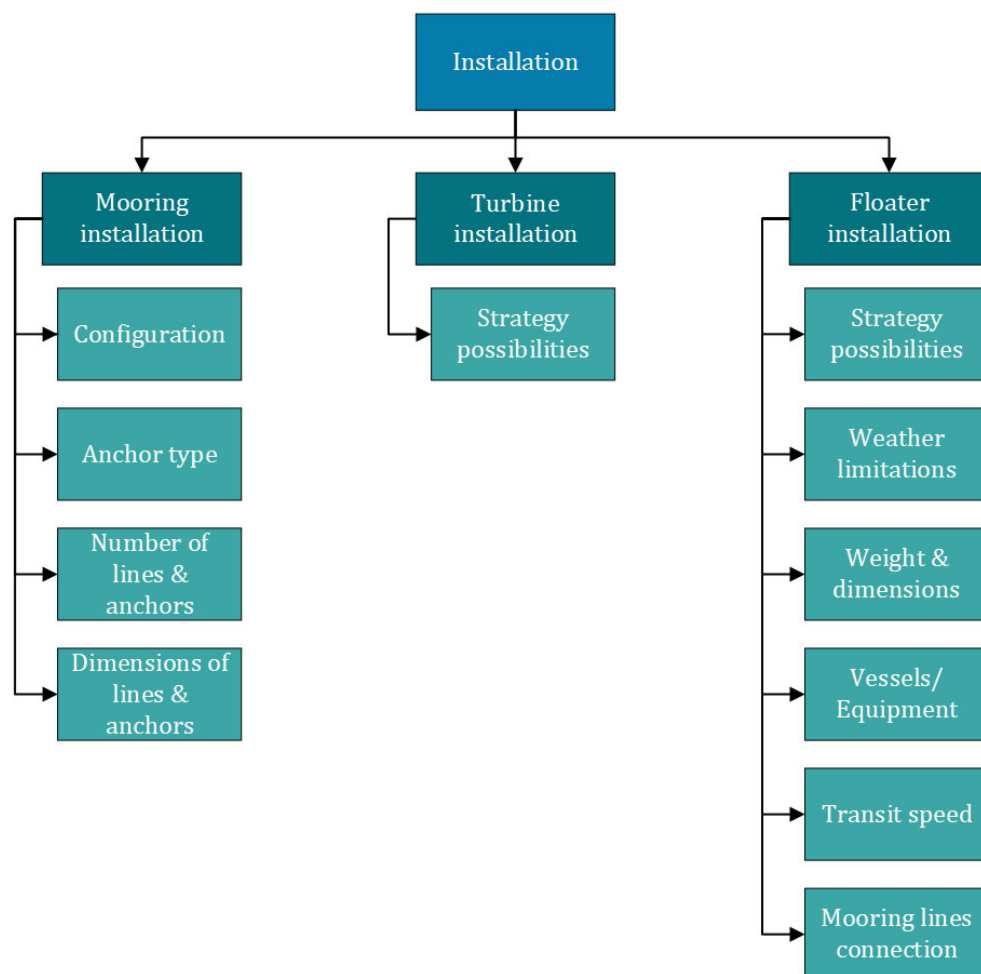 Installation
Mooring
installation
Configuration
Anchor type
Number of
lines &
anchors
Dimensions of
lines &
anchors
Turbine
installation
Strategy
possibilities
Floater
installation
Strategy
possibilities
Weather
limitations
Weight &
dimensions
Vessels/
Equipment
Transit speed
Mooring lines
connection